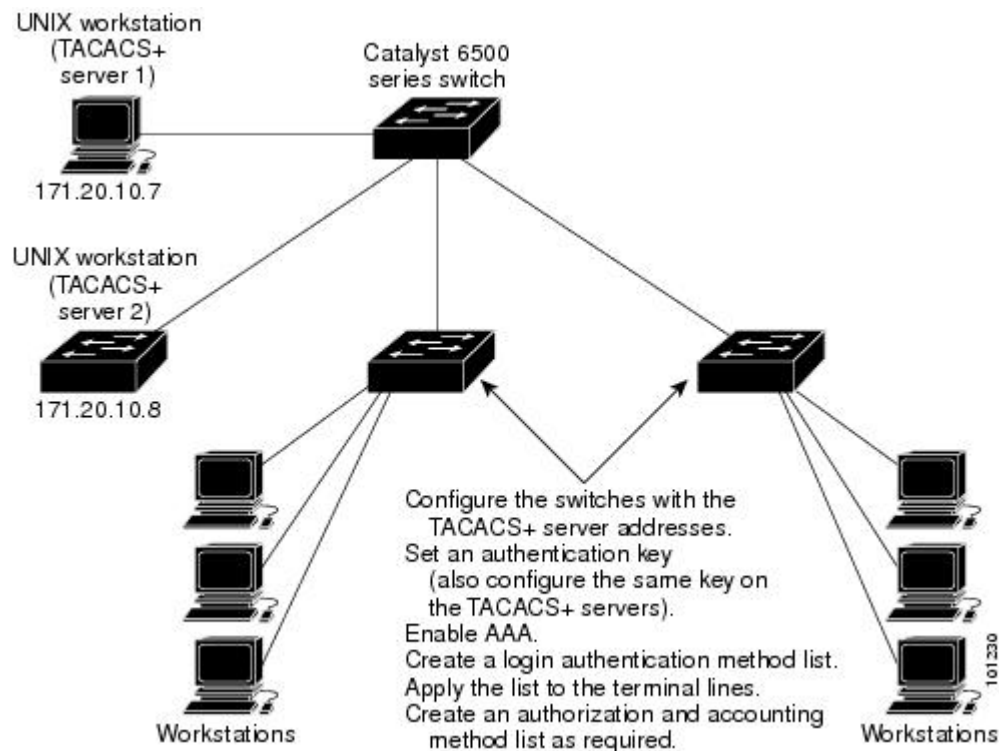 UNIX workstation
(TACACS+
server 1)
Catalyst 6500
series switch
171.20.10.7
UNIX workstation
(TACACS+
server 2)
171.20.10.8
Configure the switches with the
TACACS+ server addresses.
Set an authentication key
(also configure the same key on
the TACACS+ servers).
Enable AAA.
Create a login authentication method list.
Apply the list to the terminal lines.
Create an authorization and accounting
method list as required.
Workstations
Workstations
101230